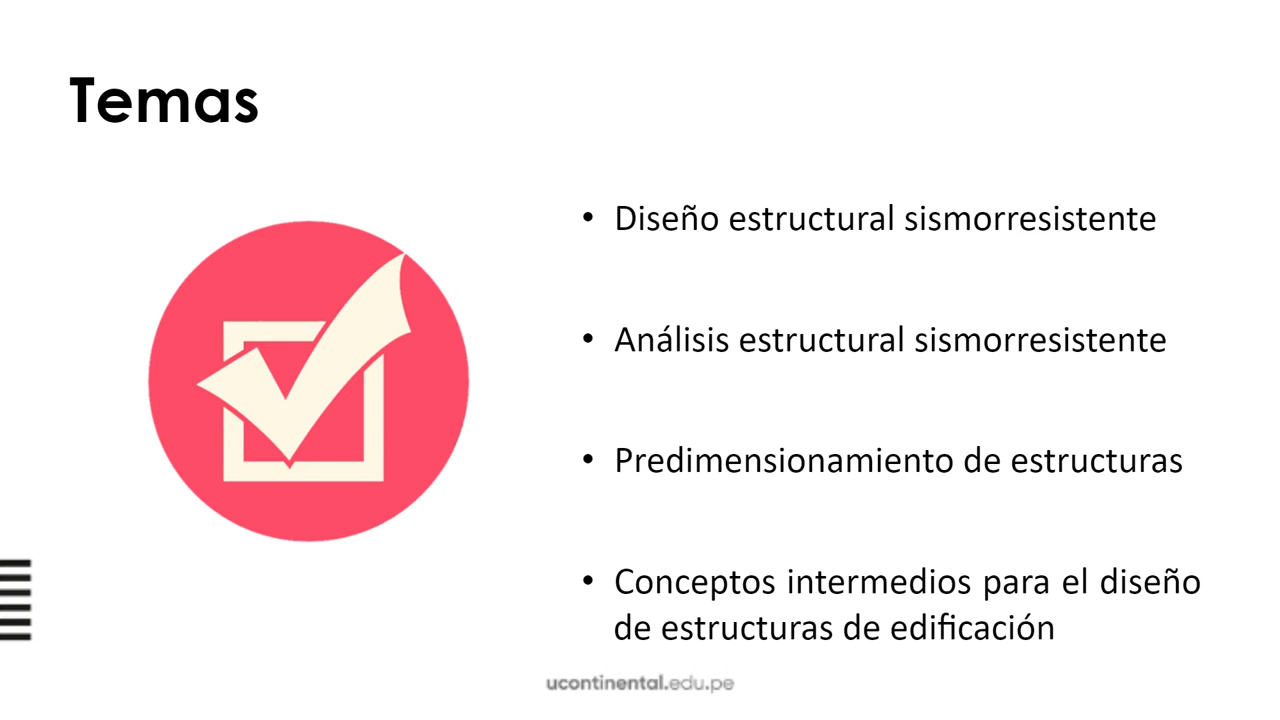 Temas
• Diseño estructural sismorresistente
• Análisis estructural sismorresistente
• Predimensionamiento de estructuras
• Conceptos intermedios para el diseño
de estructuras de edificación
ucontinental.edu.pe